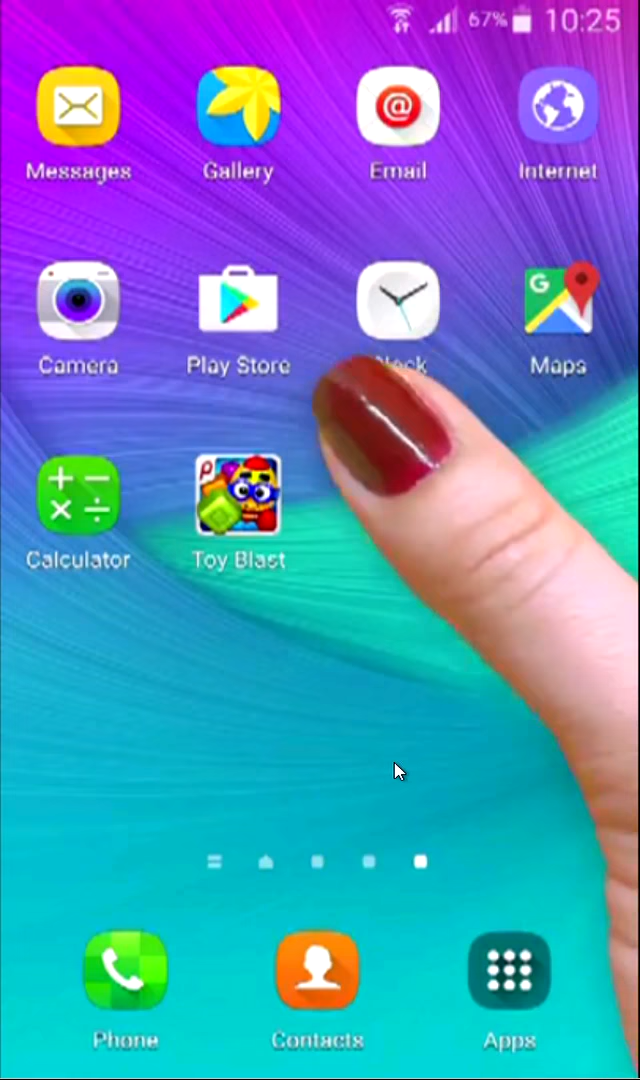 67% 10:25
Messages Gallery Email Internet
@
Camera Play Store Maps
G
Calculator Toy Blast
Phone Contacts Apps